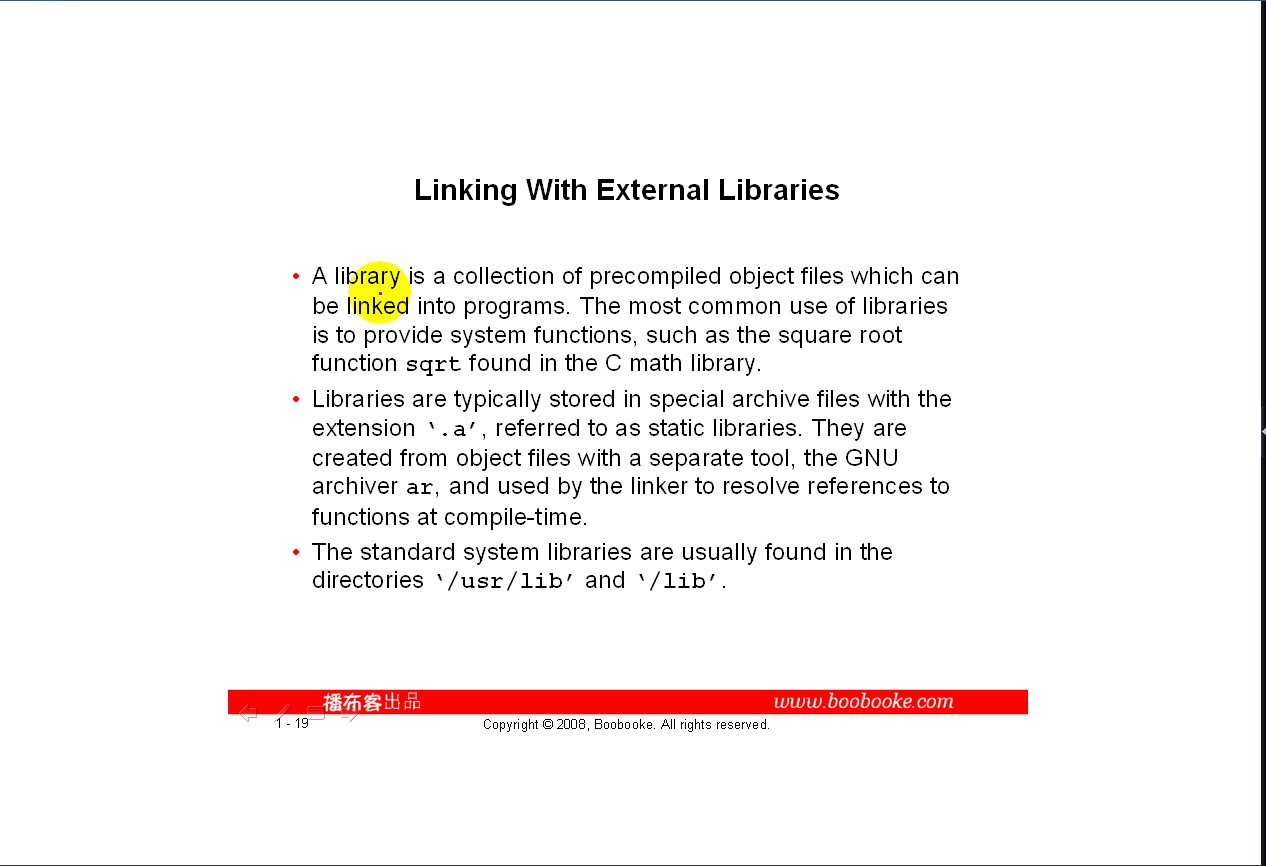 Linking With External Libraries
• A library is a collection of precompiled object files which can
be linked into programs. The most common use of libraries
is to provide system functions, such as the square root
function sqrt found in the C math library.
• Libraries are typically stored in special archive files with the
extension ‘.a’, referred to as static libraries. They are
created from object files with a separate tool, the GNU
archiver ar, and used by the linker to resolve references to
functions at compile-time.
• The standard system libraries are usually found in the
directories ‘/usr/lib’ and ‘/lib’.
播布客出品 www.boobooke.com
1 - 19 Copyright © 2008, Boobooke. All rights reserved.